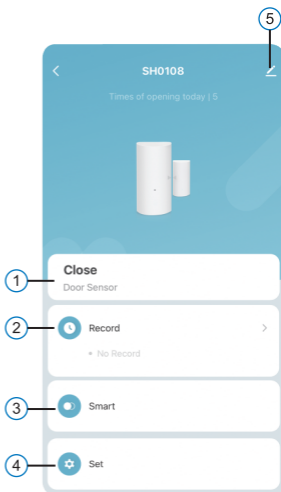 5
SH0108
Times of opening today | 5
1
Close
Door Sensor
2
Record
• No Record
3
Smart
4
Set